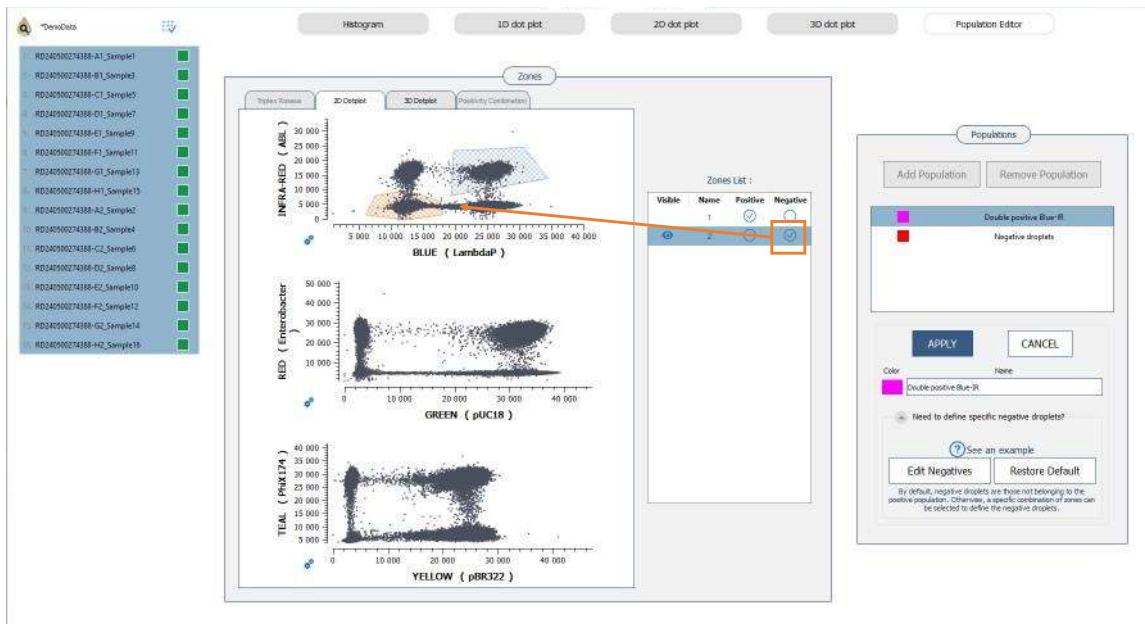 *DemoData
Histogram
1D dot plot
2D dot plot
3D dot plot
Population Editor
RD240500274388-A1_Sample1
RD240500274388-B1_Sample3
RD240500274388-C1_Sample5
RD240500274388-D1_Sample7
RD240500274388-E1_Sample9
RD240500274388-F1_Sample11
RD240500274388-G1_Sample13
RD240500274388-H1_Sample15
RD240500274388-A2_Sample2
RD240500274388-B2_Sample4
RD240500274388-C2_Sample6
RD240500274388-D2_Sample8
RD240500274388-E2_Sample10
RD240500274388-F2_Sample12
RD240500274388-G2_Sample14
RD240500274388-H2_Sample16
Zones
2D Dotplot
3D Dotplot
Positivity Combination
INFRA-RED ( ABL )
30 000
25 000
20 000
15 000
10 000
5 000
0
5 000 10 000 15 000 20 000 25 000 30 000 35 000 40 000
BLUE ( LambdaP )
RED ( Enterobacter )
50 000
40 000
30 000
20 000
10 000
0 10 000 20 000 30 000 40 000
GREEN ( pUC18 )
TEAL ( PhiX174 )
40 000
35 000
30 000
25 000
20 000
15 000
10 000
5 000
0 10 000 20 000 30 000 40 000
YELLOW ( pBR322 )
Zones List :
Visible Name Positive Negative
1
2
Populations
Add Population
Remove Population
Double positive Blue-IR
Negative droplets
APPLY
CANCEL
Color
Name
Double positive Blue-IR
Need to define specific negative droplets?
? See an example
Edit Negatives
Restore Default
By default, negative droplets are those not belonging to the
positive population. Otherwise, a specific combination of zones can
be selected to define the negative droplets.